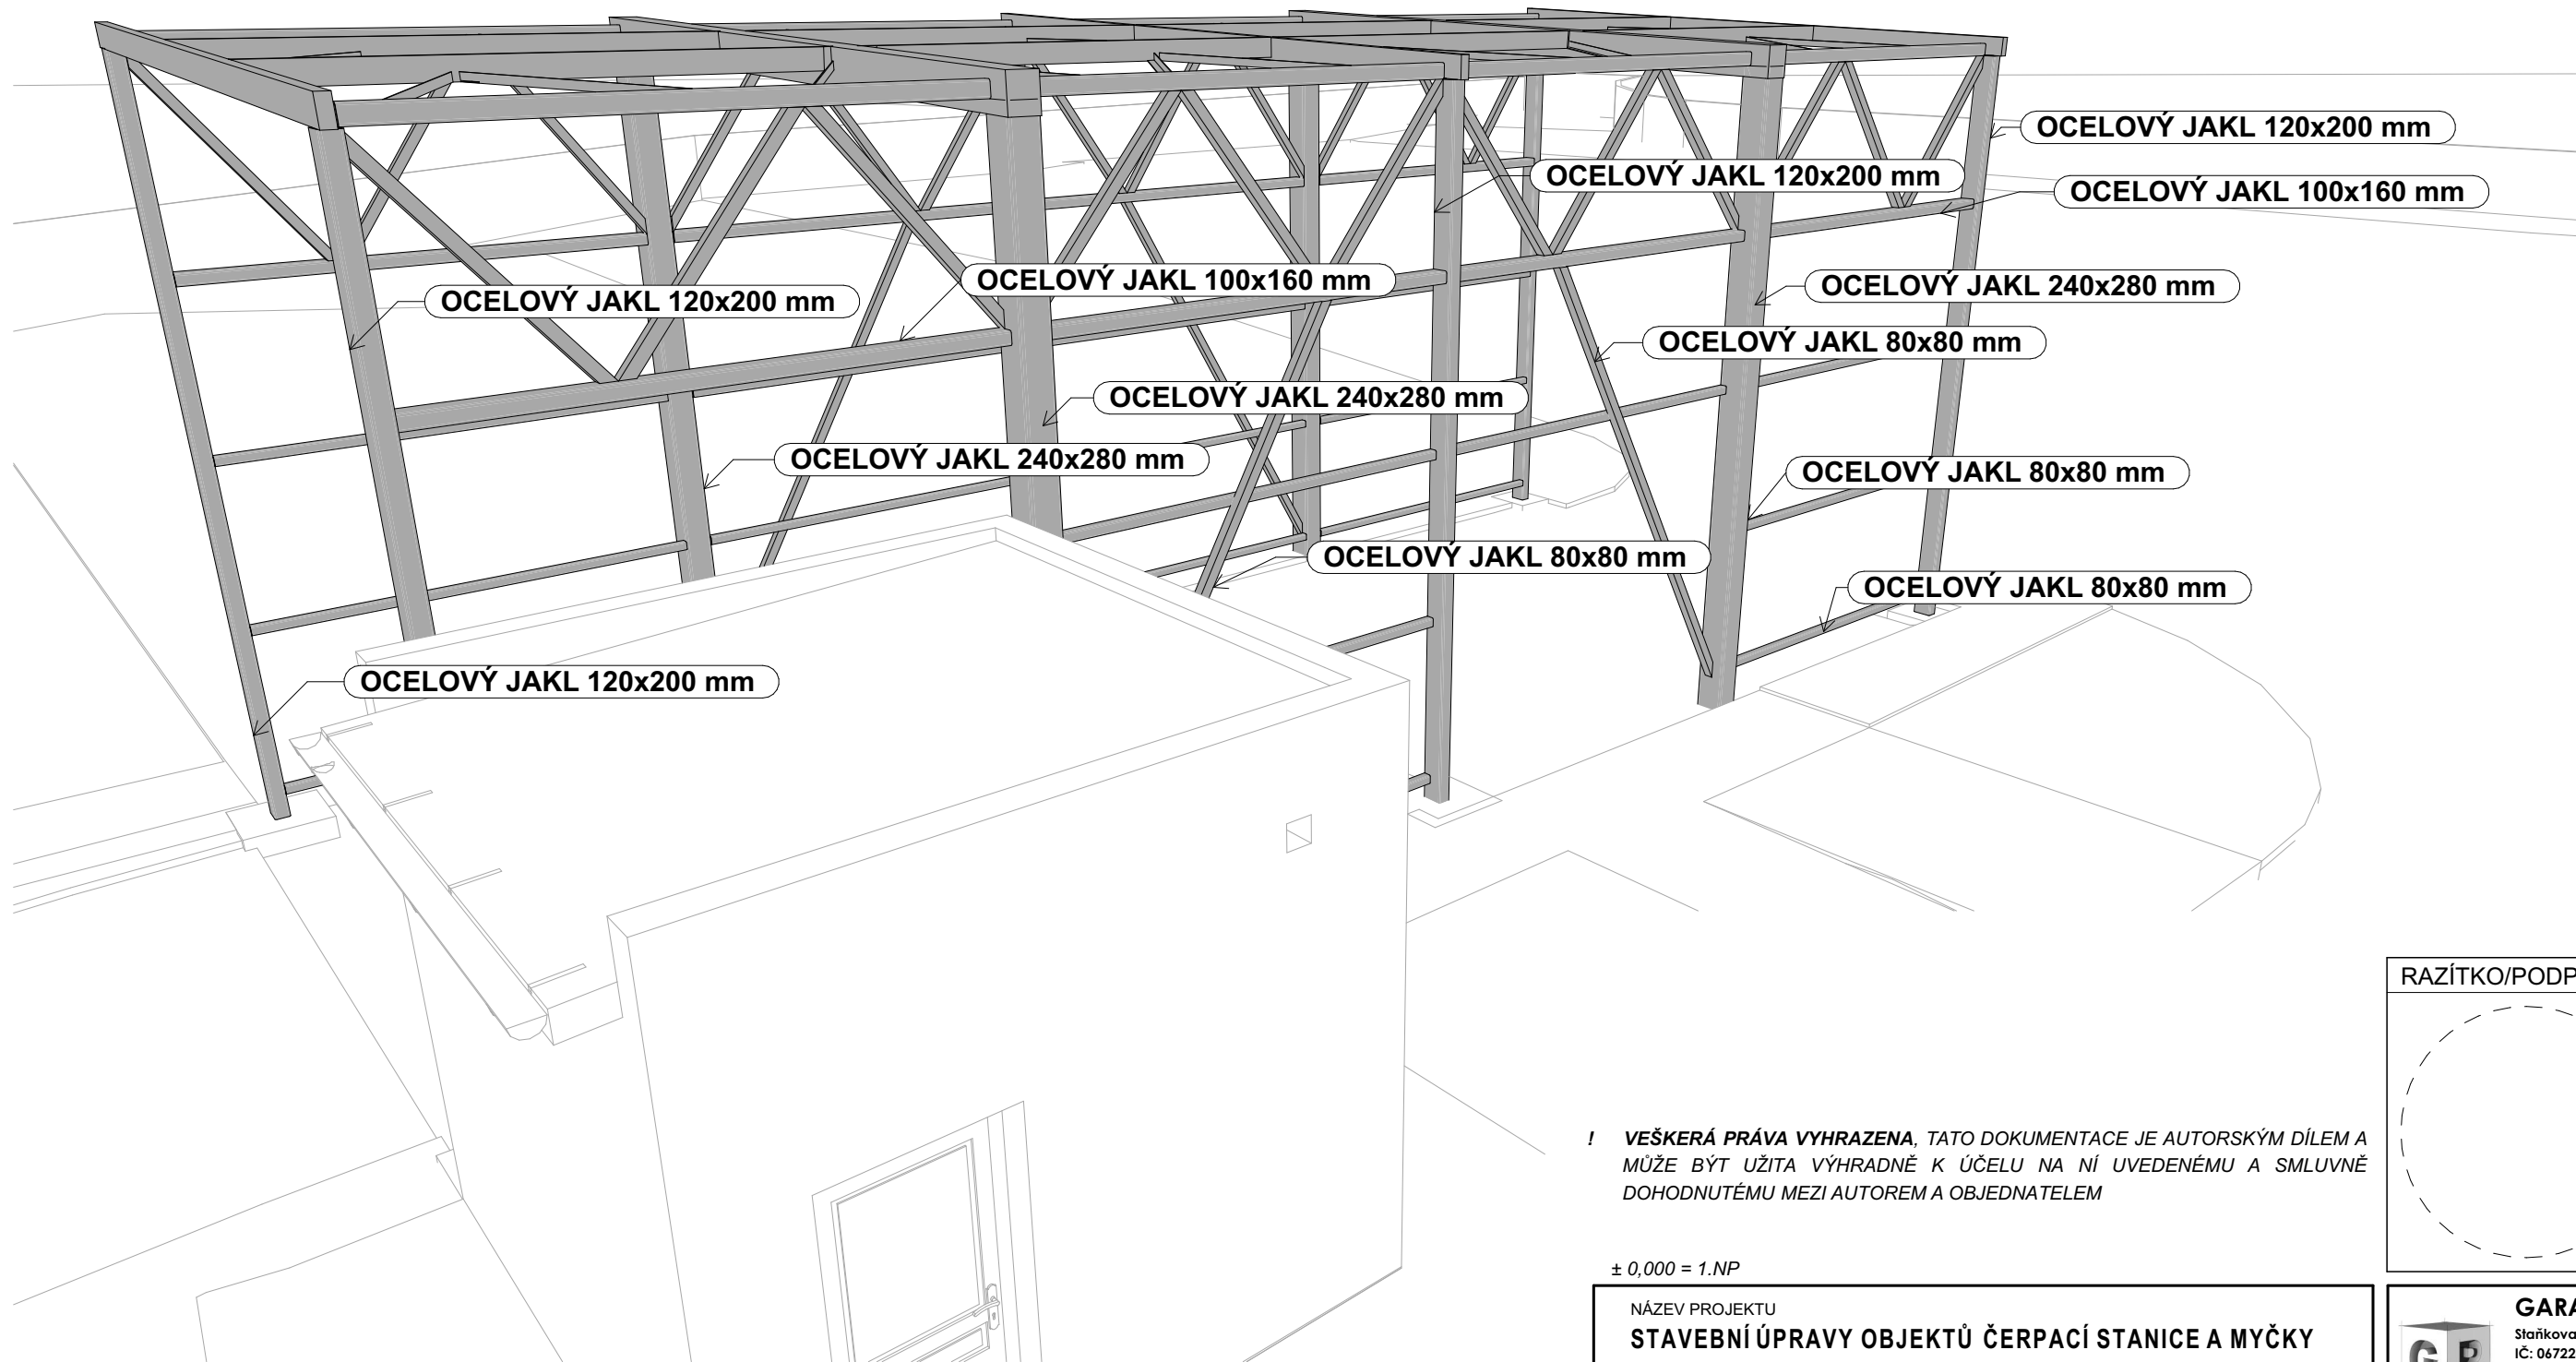 OCELOVÝ JAKL 120x200 mm
OCELOVÝ JAKL 120x200 mm
OCELOVÝ JAKL 100x160 mm
OCELOVÝ JAKL 100x160 mm
OCELOVÝ JAKL 240x280 mm
OCELOVÝ JAKL 120x200 mm
OCELOVÝ JAKL 80x80 mm
OCELOVÝ JAKL 240x280 mm
OCELOVÝ JAKL 240x280 mm
OCELOVÝ JAKL 80x80 mm
OCELOVÝ JAKL 80x80 mm
OCELOVÝ JAKL 80x80 mm
OCELOVÝ JAKL 120x200 mm
RAZÍTKO/PODP
! VEŠKERÁ PRÁVA VYHRAZENA, TATO DOKUMENTACE JE AUTORSKÝM DÍLEM A
MŮŽE BÝT UŽITA VÝHRADNĚ K ÚČELU NA NÍ UVEDENÉMU A SMLUVNĚ
DOHODNUTÉMU MEZI AUTOREM A OBJEDNATELEM
± 0,000 = 1.NP
NÁZEV PROJEKTU
STAVEBNÍ ÚPRAVY OBJEKTŮ ČERPACÍ STANICE A MYČKY
GARA
Staňkova
IČ: 06722